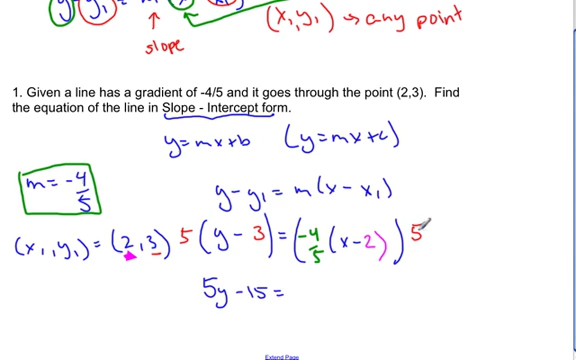 y y₁ = m x x₁
slope
(x₁, y₁) → any point
1. Given a line has a gradient of -4/5 and it goes through the point (2,3). Find
the equation of the line in Slope - Intercept form.
y=mx+b (y=mx+c)
m = -4/5
y-y₁ = m(x-x₁)
(x₁, y₁) = (2, 3) 5(y-3) = (-4/5(x-2))5
5y-15=
Extend Page